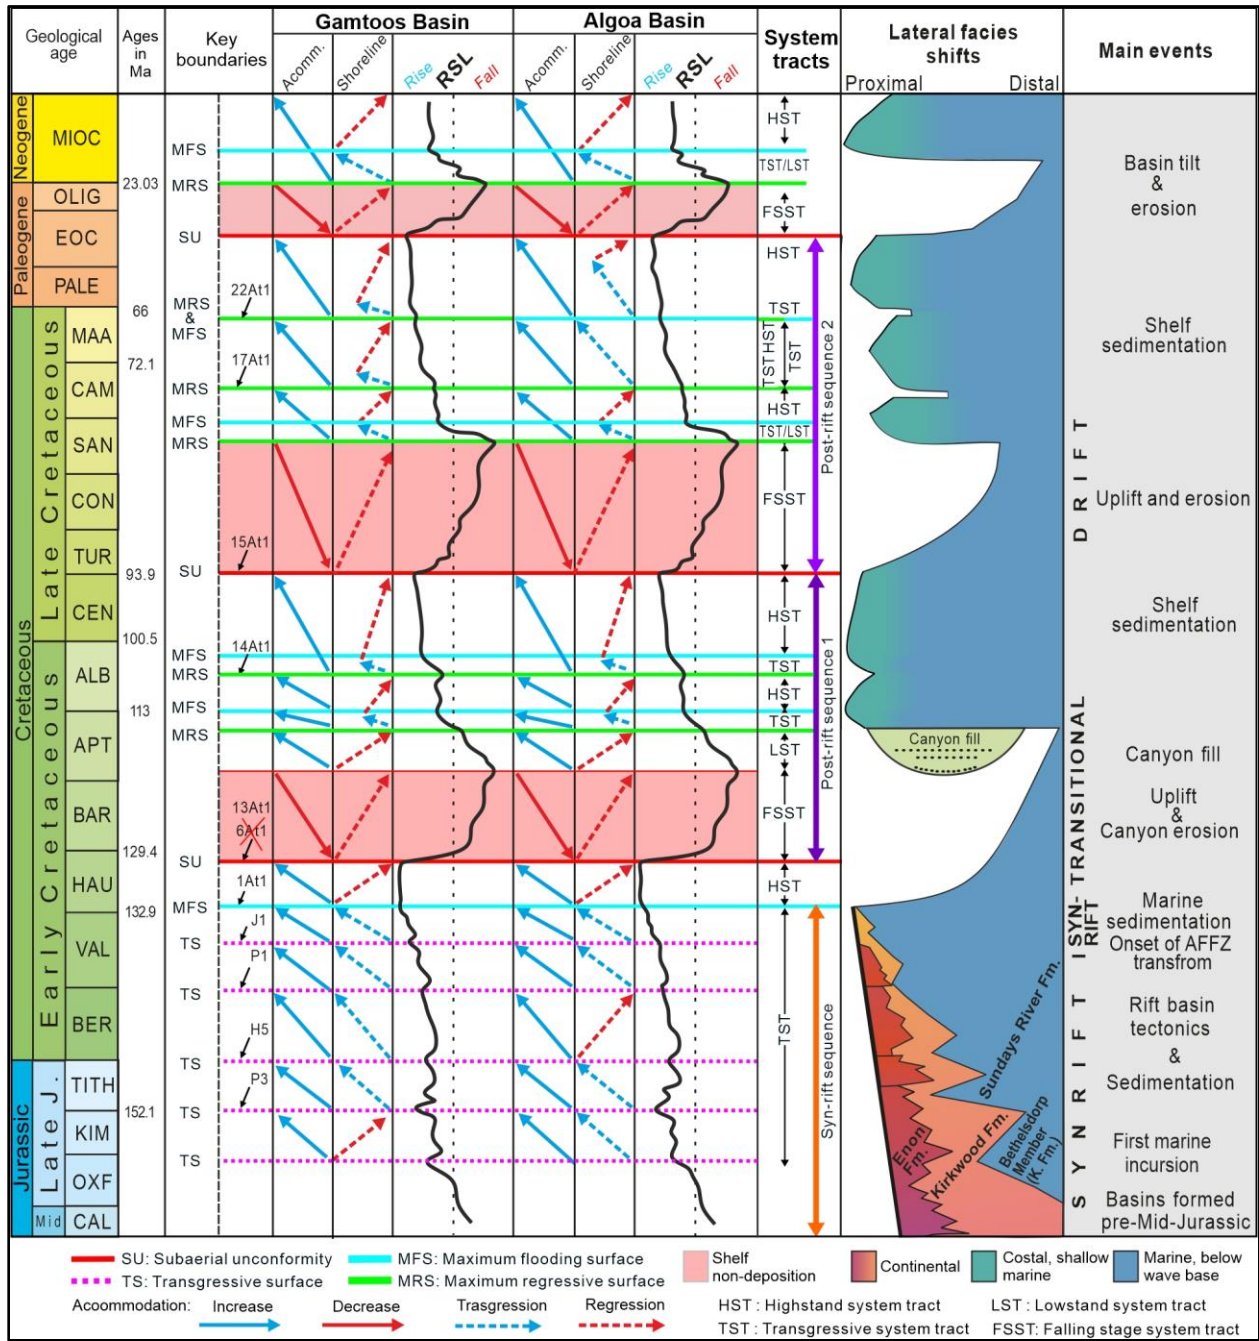 Geological
age
Ages
in
Ma
Key
boundaries
Gamtoos Basin
Acomm.
Shoreline
Rise
RSL
Fall
Algoa Basin
Acomm.
Shoreline
Rise
RSL
Fall
System
tracts
Lateral facies
shifts
Proximal
Distal
Main events
Neogene
Paleogene
Cretaceous
Jurassic
Late Cretaceous
Early Cretaceous
Late J.
Mid
MIOC
OLIG
EOC
PALE
MAA
CAM
SAN
CON
TUR
CEN
ALB
APT
BAR
HAU
VAL
BER
TITH
KIM
OXF
CAL
23.03
66
72.1
93.9
100.5
113
129.4
132.9
152.1
MFS
MRS
SU
MRS
&
MFS
MRS
MFS
MRS
SU
MFS
MRS
MFS
MRS
SU
MFS
TS
TS
TS
TS
TS
22At1
17At1
15At1
14At1
13At1
6At1
1At1
J1
P1
H5
P3
HST
TST/LST
FSST
HST
TST
TST HST
TST
HST
TST/LST
FSST
HST
TST
HST
TST
LST
FSST
HST
TST
Post-rift sequence 2
Post-rift sequence 1
Syn-rift sequence
Canyon fill
Sundays River Fm.
Enon
Fm.
Kirkwood Fm.
Bethelsdorp
Member
(K. Fm.)
DRIFT
TRANSITIONAL
SYN-
RIFT I
SYNRIFT
Basin tilt
&
erosion
Shelf
sedimentation
Uplift and erosion
Shelf
sedimentation
Canyon fill
Uplift
&
Canyon erosion
Marine
sedimentation
Onset of AFFZ
transfrom
Rift basin
tectonics
&
Sedimentation
First marine
incursion
Basins formed
pre-Mid-Jurassic
SU: Subaerial unconformity
MFS: Maximum flooding surface
Shelf
non-deposition
Continental
Costal, shallow
marine
Marine, below
wave base
TS: Transgressive surface
MRS: Maximum regressive surface
Acoommodation:
Increase
Decrease
Trasgression
Regression
HST : Highstand system tract
LST : Lowstand system tract
TST : Transgressive system tract
FSST: Falling stage system tract